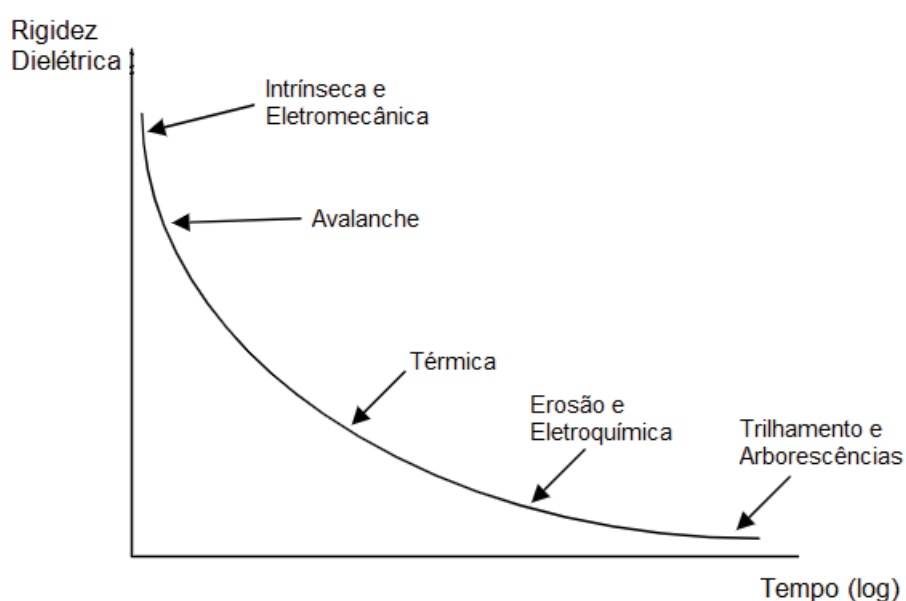 Rigidez
Dielétrica
Intrínseca e
Eletromecânica
Avalanche
Térmica
Erosão e
Eletroquímica
Trilhamento e
Arborescências
Tempo (log)